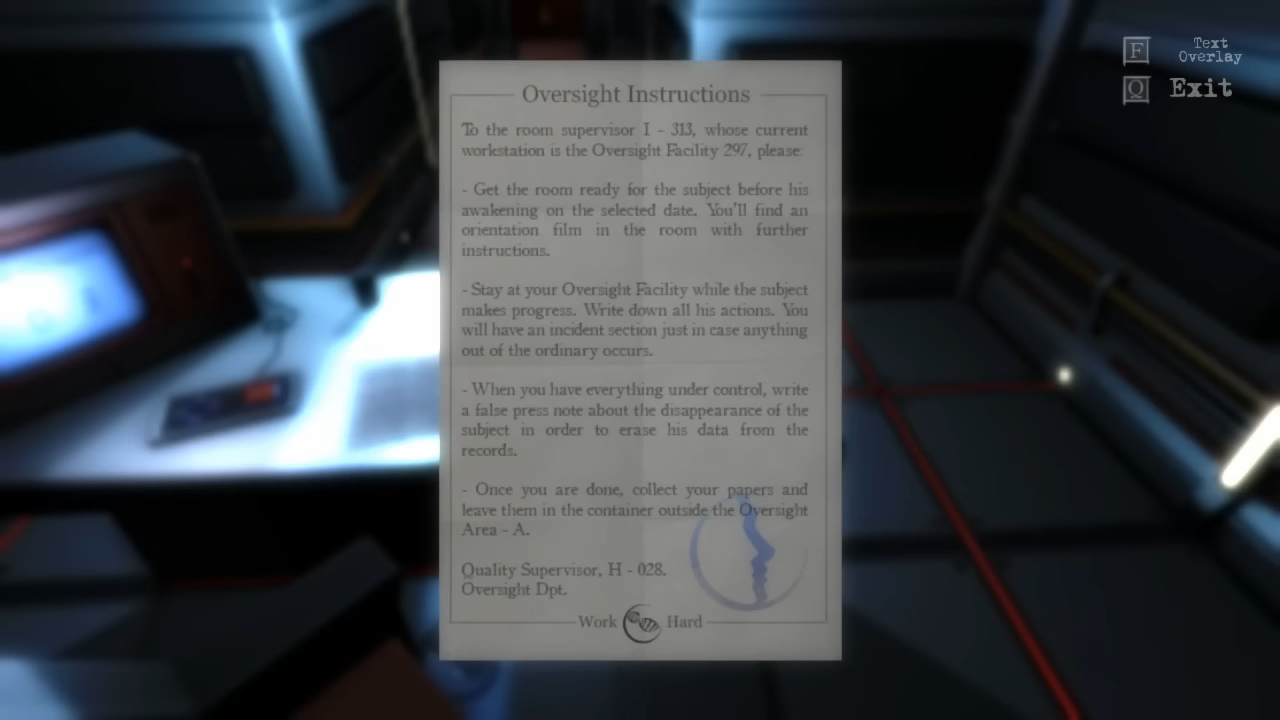 Oversight Instructions
To the room supervisor I - 313, whose current
workstation is the Oversight Facility 297, please:
- Get the room ready for the subject before his
awakening on the selected date. You'll find an
orientation film in the room with further
instructions.
- Stay at your Oversight Facility while the subject
makes progress. Write down all his actions. You
will have an incident section just in case anything
out of the ordinary occurs.
- When you have everything under control, write
a false press note about the disappearance of the
subject in order to erase his data from the
records.
- Once you are done, collect your papers and
leave them in the container outside the Oversight
Area - A.
Quality Supervisor, H - 028.
Oversight Dpt.
Work Hard
F Text
Overlay
Q Exit